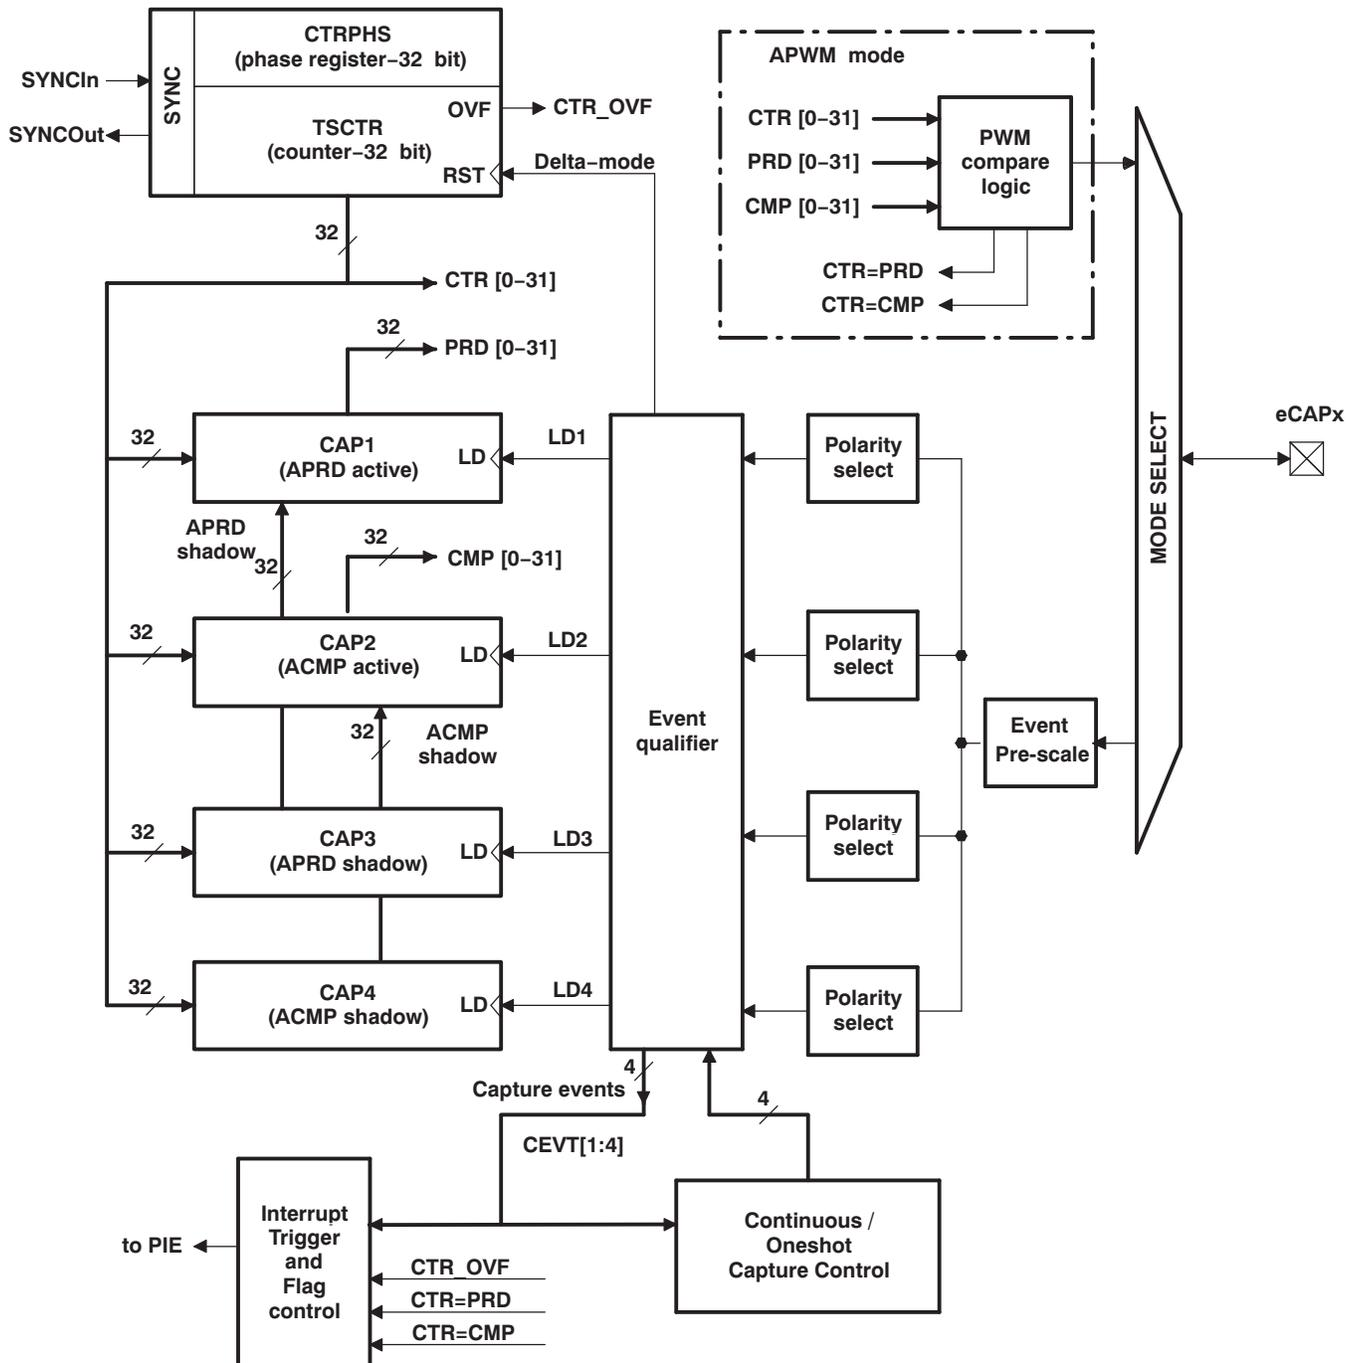 CTRPHS
(phase register−32 bit)
SYNC
SYNCIn
SYNCOut
OVF
CTR_OVF
TSCTR
(counter−32 bit)
RST
Delta−mode
32
CTR [0−31]
32
PRD [0−31]
APWM mode
CTR [0−31]
PRD [0−31]
CMP [0−31]
PWM
compare
logic
CTR=PRD
CTR=CMP
MODE SELECT
eCAPx
32
CAP1
(APRD active)
LD
LD1
Polarity
select
APRD
shadow
32
32
CMP [0−31]
32
CAP2
(ACMP active)
LD
LD2
Polarity
select
32
ACMP
shadow
Event
qualifier
Event
Pre-scale
32
CAP3
(APRD shadow)
LD
LD3
Polarity
select
32
CAP4
(ACMP shadow)
LD
LD4
Polarity
select
4
Capture events
4
CEVT[1:4]
Interrupt
Trigger
and
Flag
control
to PIE
CTR_OVF
CTR=PRD
CTR=CMP
Continuous /
Oneshot
Capture Control